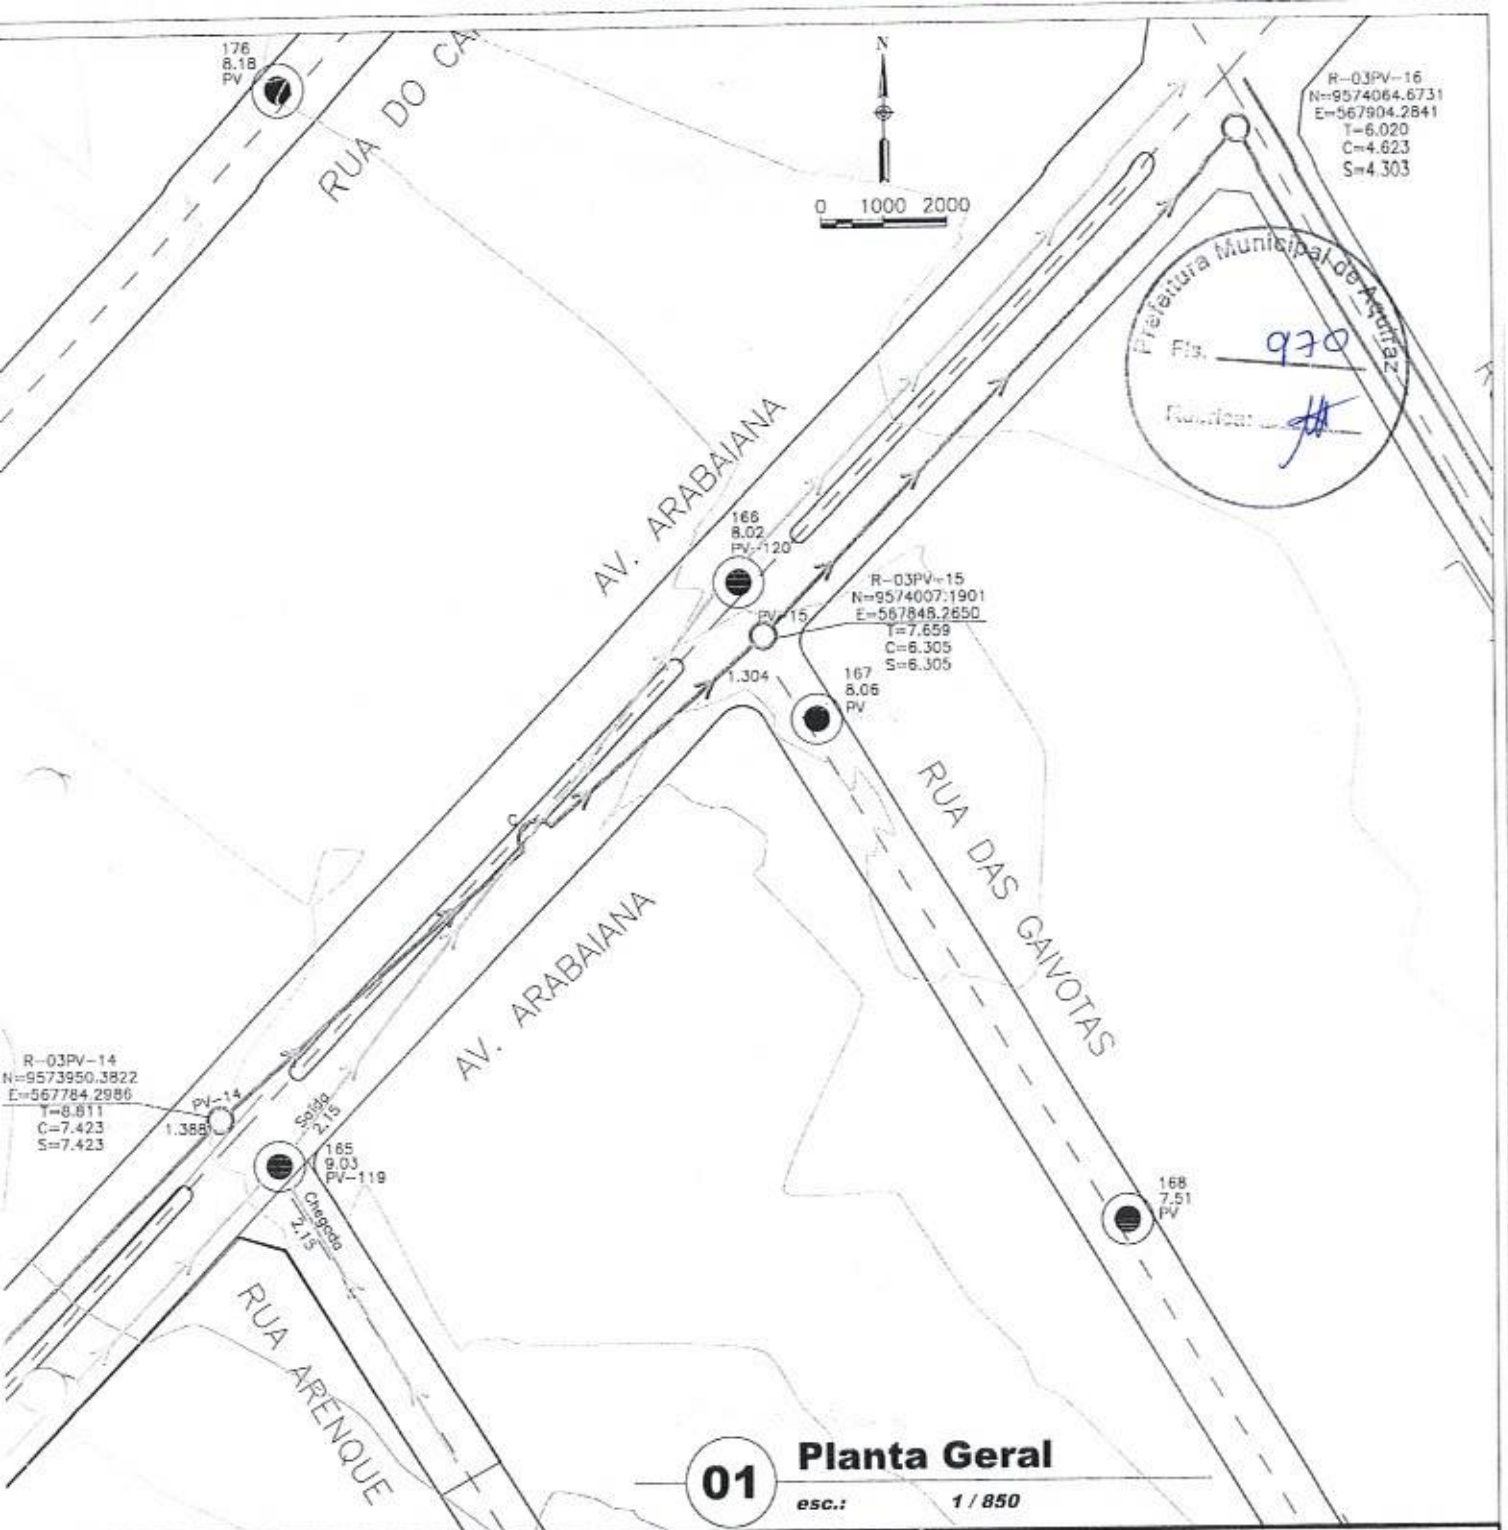 176
8.18
PV
RUA DO CA
N
0 1000 2000
R-03PV-16
N=9574064.6731
E=567904.2841
T=6.020
C=4.623
S=4.303
Prefeitura Municipal de Aquiraz
Fls. 970
AV. ARABAIANA
166
8.02
PV-120
PV-15
R-03PV-15
N=9574007.1901
E=567848.2650
T=7.659
C=6.305
S=6.305
1.304
167
8.06
PV
RUA DAS GAIVOTAS
C
AV. ARABAIANA
R-03PV-14
N=9573950.3822
E=567784.2986
T=8.811
C=7.423
S=7.423
PV-14
1.388
Saída
2.15
165
9.03
PV-119
Chegada
2.15
168
7.51
PV
RUA ARENQUE
01
Planta Geral
esc.: 1 / 850